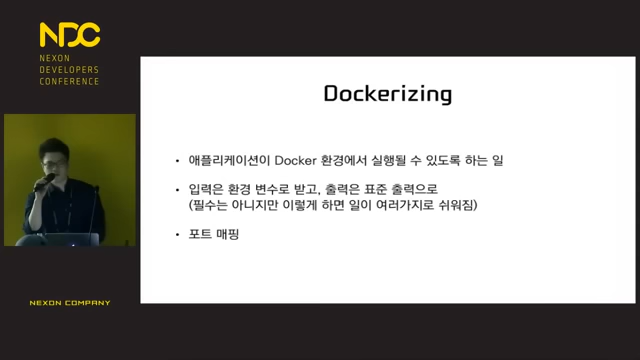 NDC
NEXON
DEVELOPERS
CONFERENCE
Dockerizing
• 애플리케이션이 Docker 환경에서 실행될 수 있도록 하는 일
• 입력은 환경 변수로 받고, 출력은 표준 출력으로
(필수는 아니지만 이렇게 하면 일이 여러가지로 쉬워짐)
• 포트 매핑
NEXON COMPANY